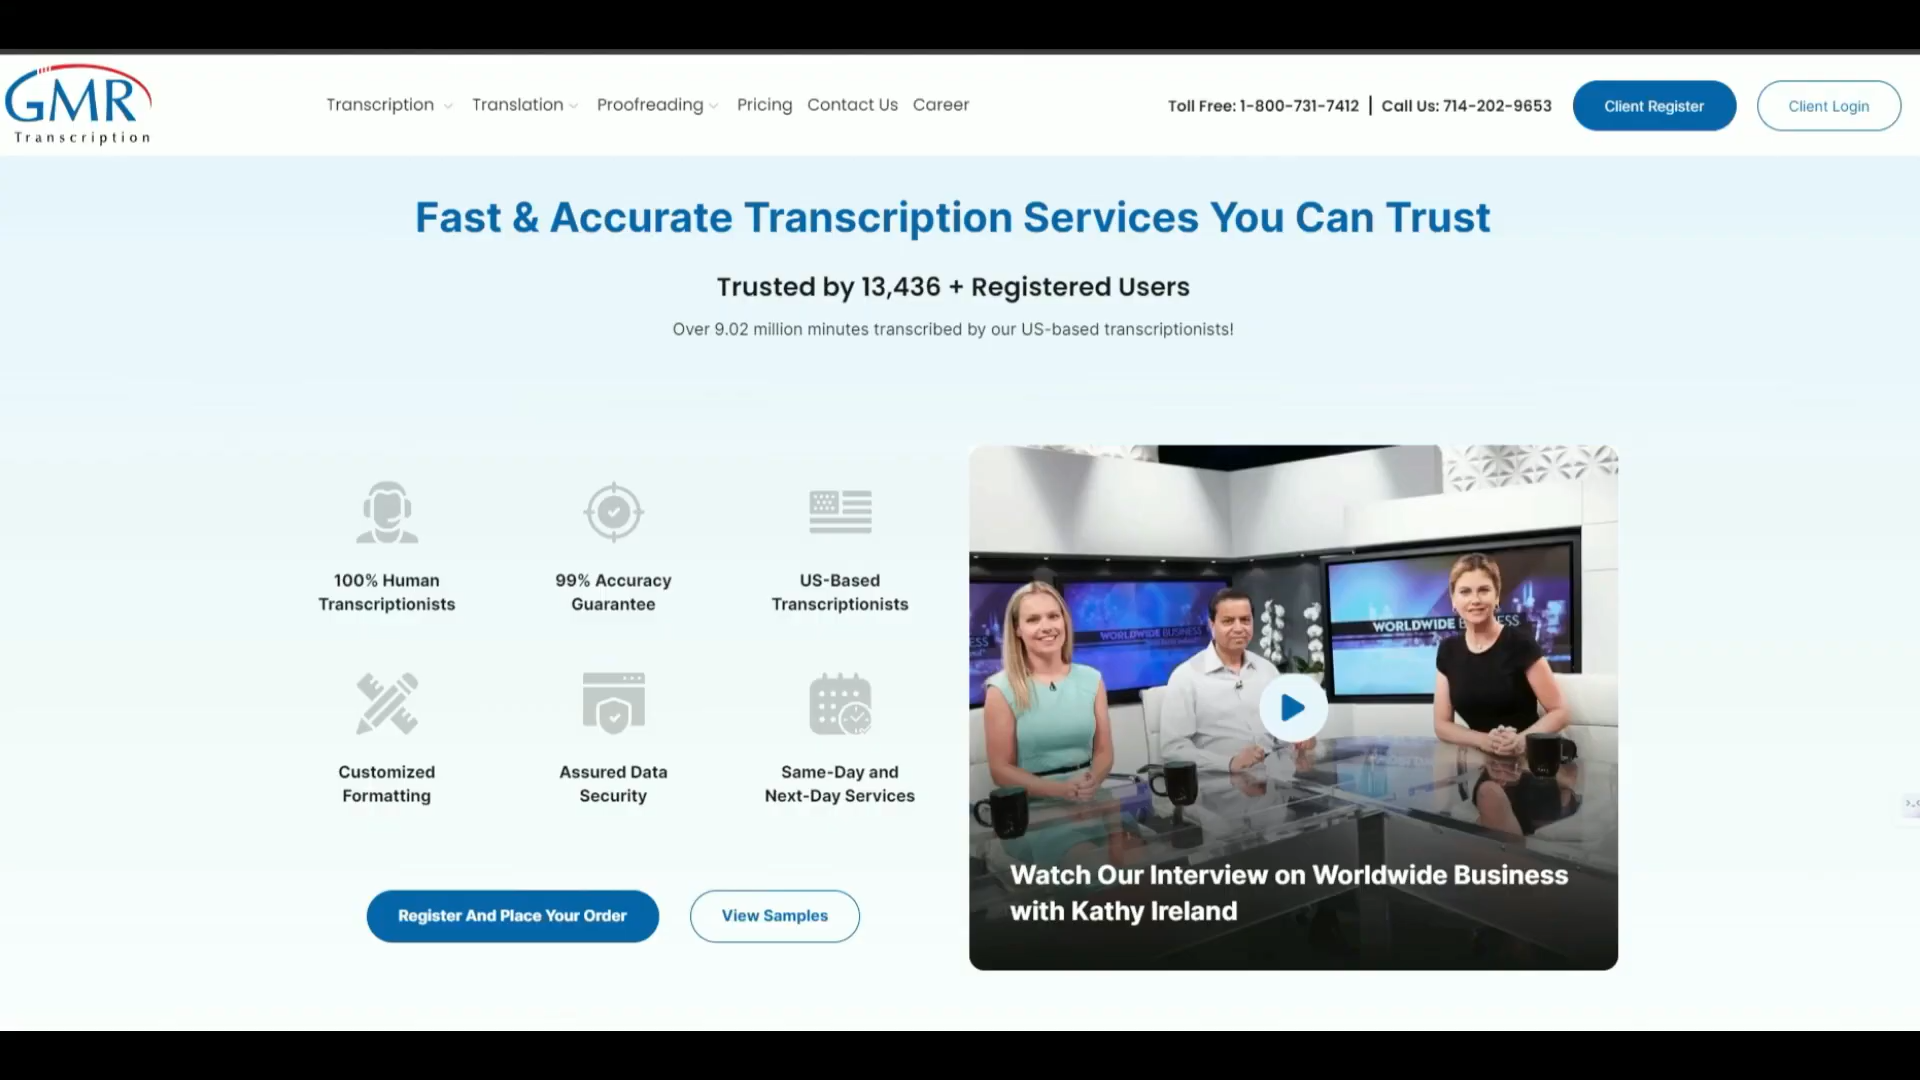 GMR
Transcription
Transcription
Translation
Proofreading
Pricing
Contact Us
Career
Toll Free: 1-800-731-7412 | Call Us: 714-202-9653
Client Register
Client Login
Fast & Accurate Transcription Services You Can Trust
Trusted by 13,436 + Registered Users
Over 9.02 million minutes transcribed by our US-based transcriptionists!
100% Human
Transcriptionists
99% Accuracy
Guarantee
US-Based
Transcriptionists
Customized
Formatting
Assured Data
Security
Same-Day and
Next-Day Services
Register And Place Your Order
View Samples
WORLDWIDE BUSINESS
WORLDWIDE
Watch Our Interview on Worldwide Business
with Kathy Ireland